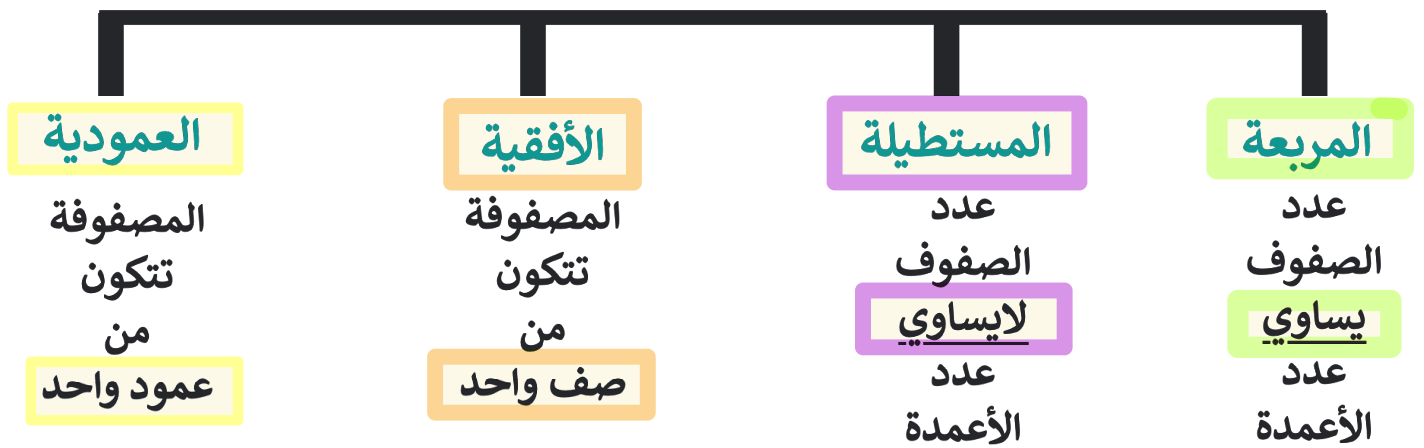 المربعة
عدد
الصفوف
يساوي
عدد
الأعمدة
المستطيلة
عدد
الصفوف
لايساوي
عدد
الأعمدة
الأفقية
المصفوفة
تتكون
من
صف واحد
العمودية
المصفوفة
تتكون
من
عمود واحد